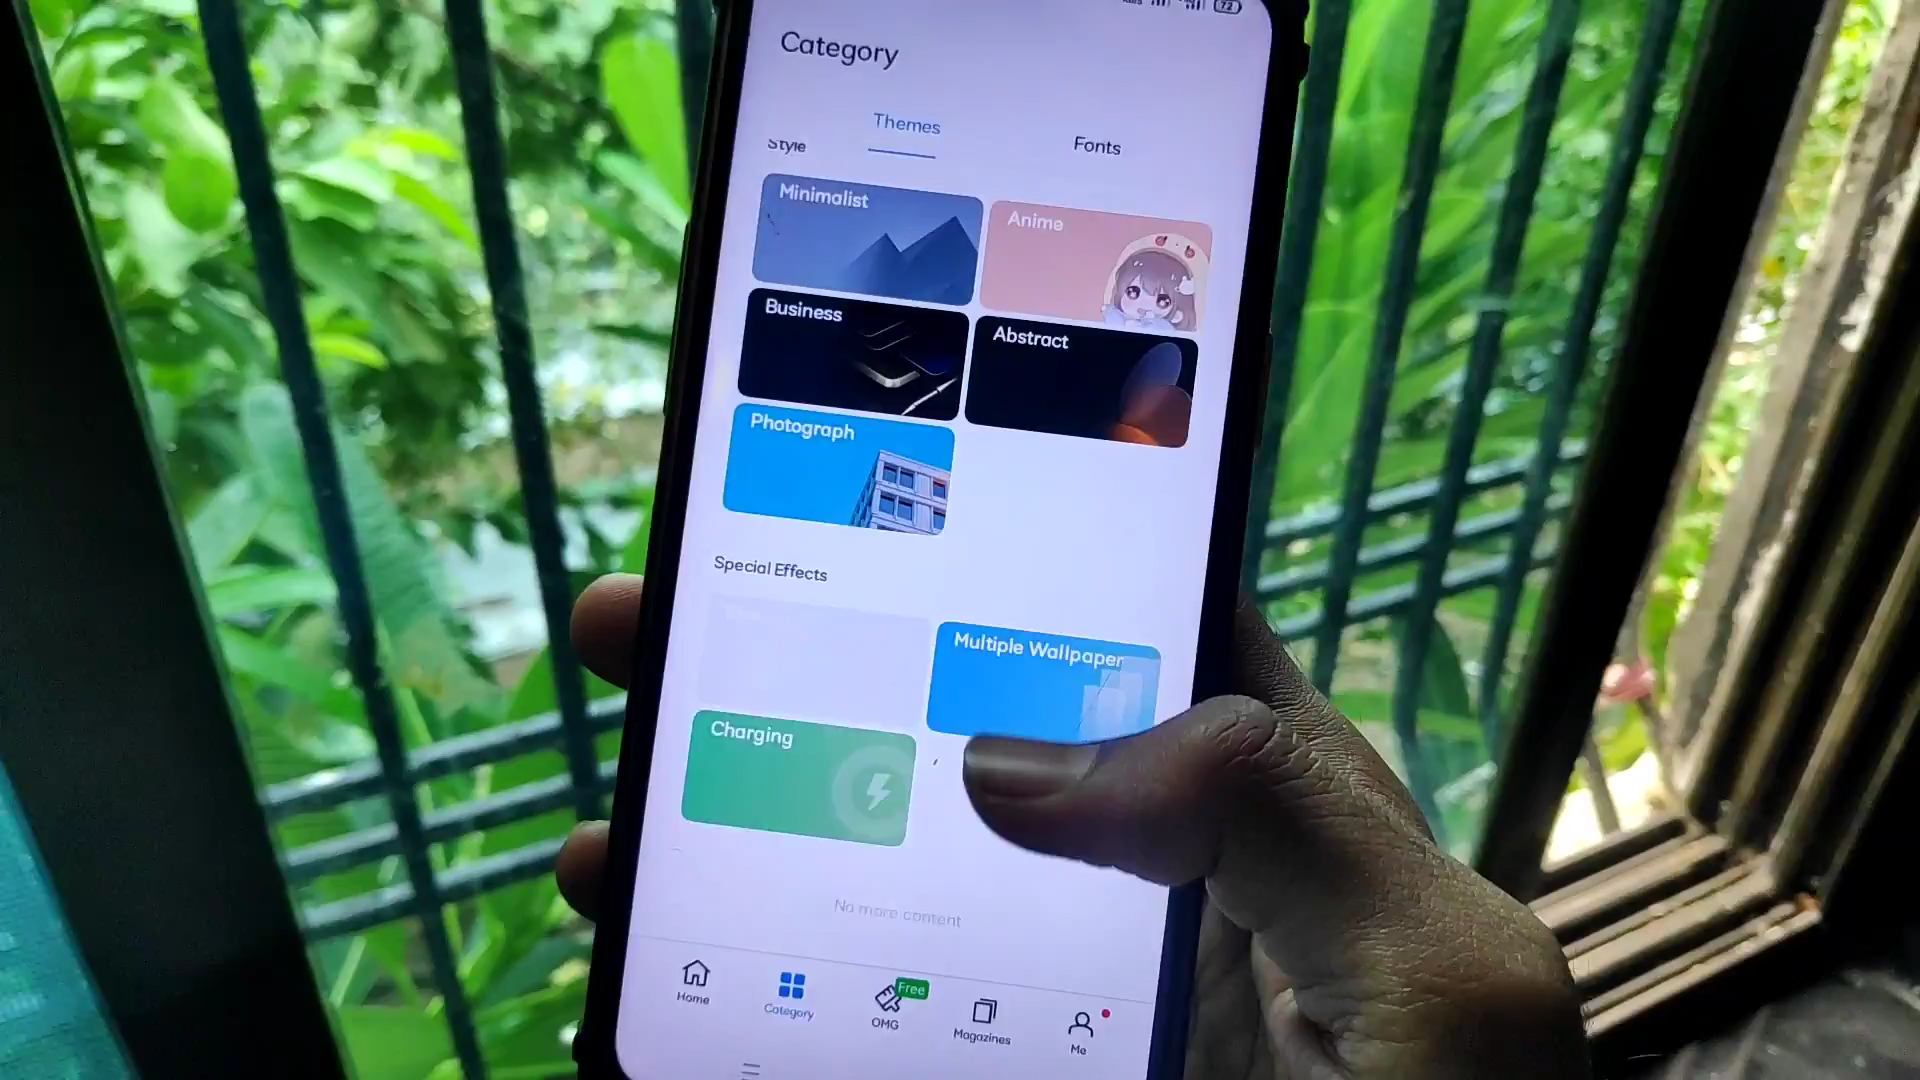 72
Category
Themes
Fonts
Style
Minimalist
Anime
Business
Abstract
Photograph
Special Effects
Multiple Wallpaper
Charging
No more content
Home
Category
Free
OMG
Magazines
Me